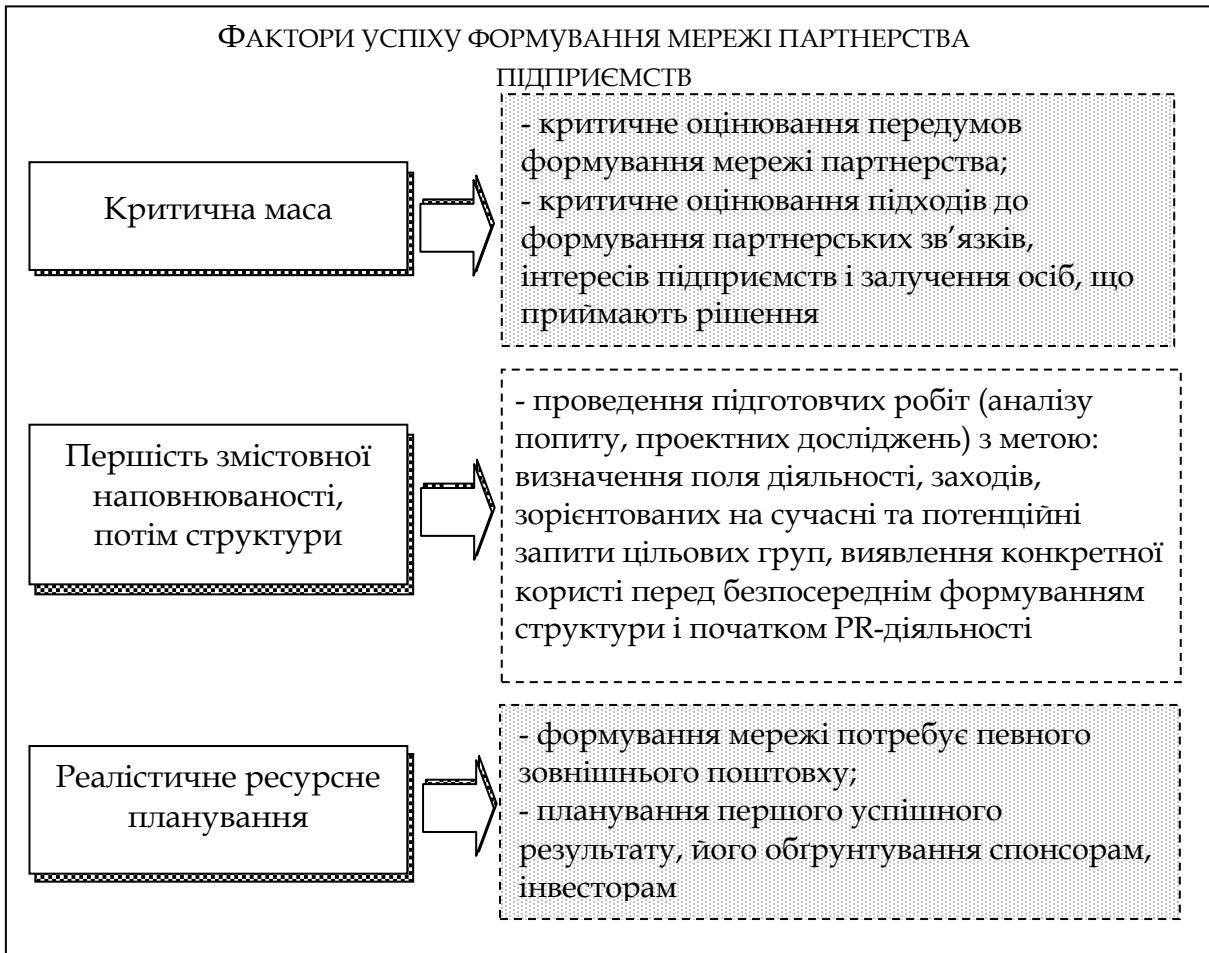 ФАКТОРИ УСПІХУ ФОРМУВАННЯ МЕРЕЖІ ПАРТНЕРСТВА
ПІДПРИЄМСТВ
Критична маса
- критичне оцінювання передумов
формування мережі партнерства;
- критичне оцінювання підходів до
формування партнерських зв’язків,
інтересів підприємств і залучення осіб, що
приймають рішення
Першість змістовної
наповнюваності,
потім структури
- проведення підготовчих робіт (аналізу
попиту, проектних досліджень) з метою:
визначення поля діяльності, заходів,
зорієнтованих на сучасні та потенційні
запити цільових груп, виявлення конкретної
користі перед безпосереднім формуванням
структури і початком PR-діяльності
Реалістичне ресурсне
планування
- формування мережі потребує певного
зовнішнього поштовху;
- планування першого успішного
результату, його обґрунтування спонсорам,
інвесторам